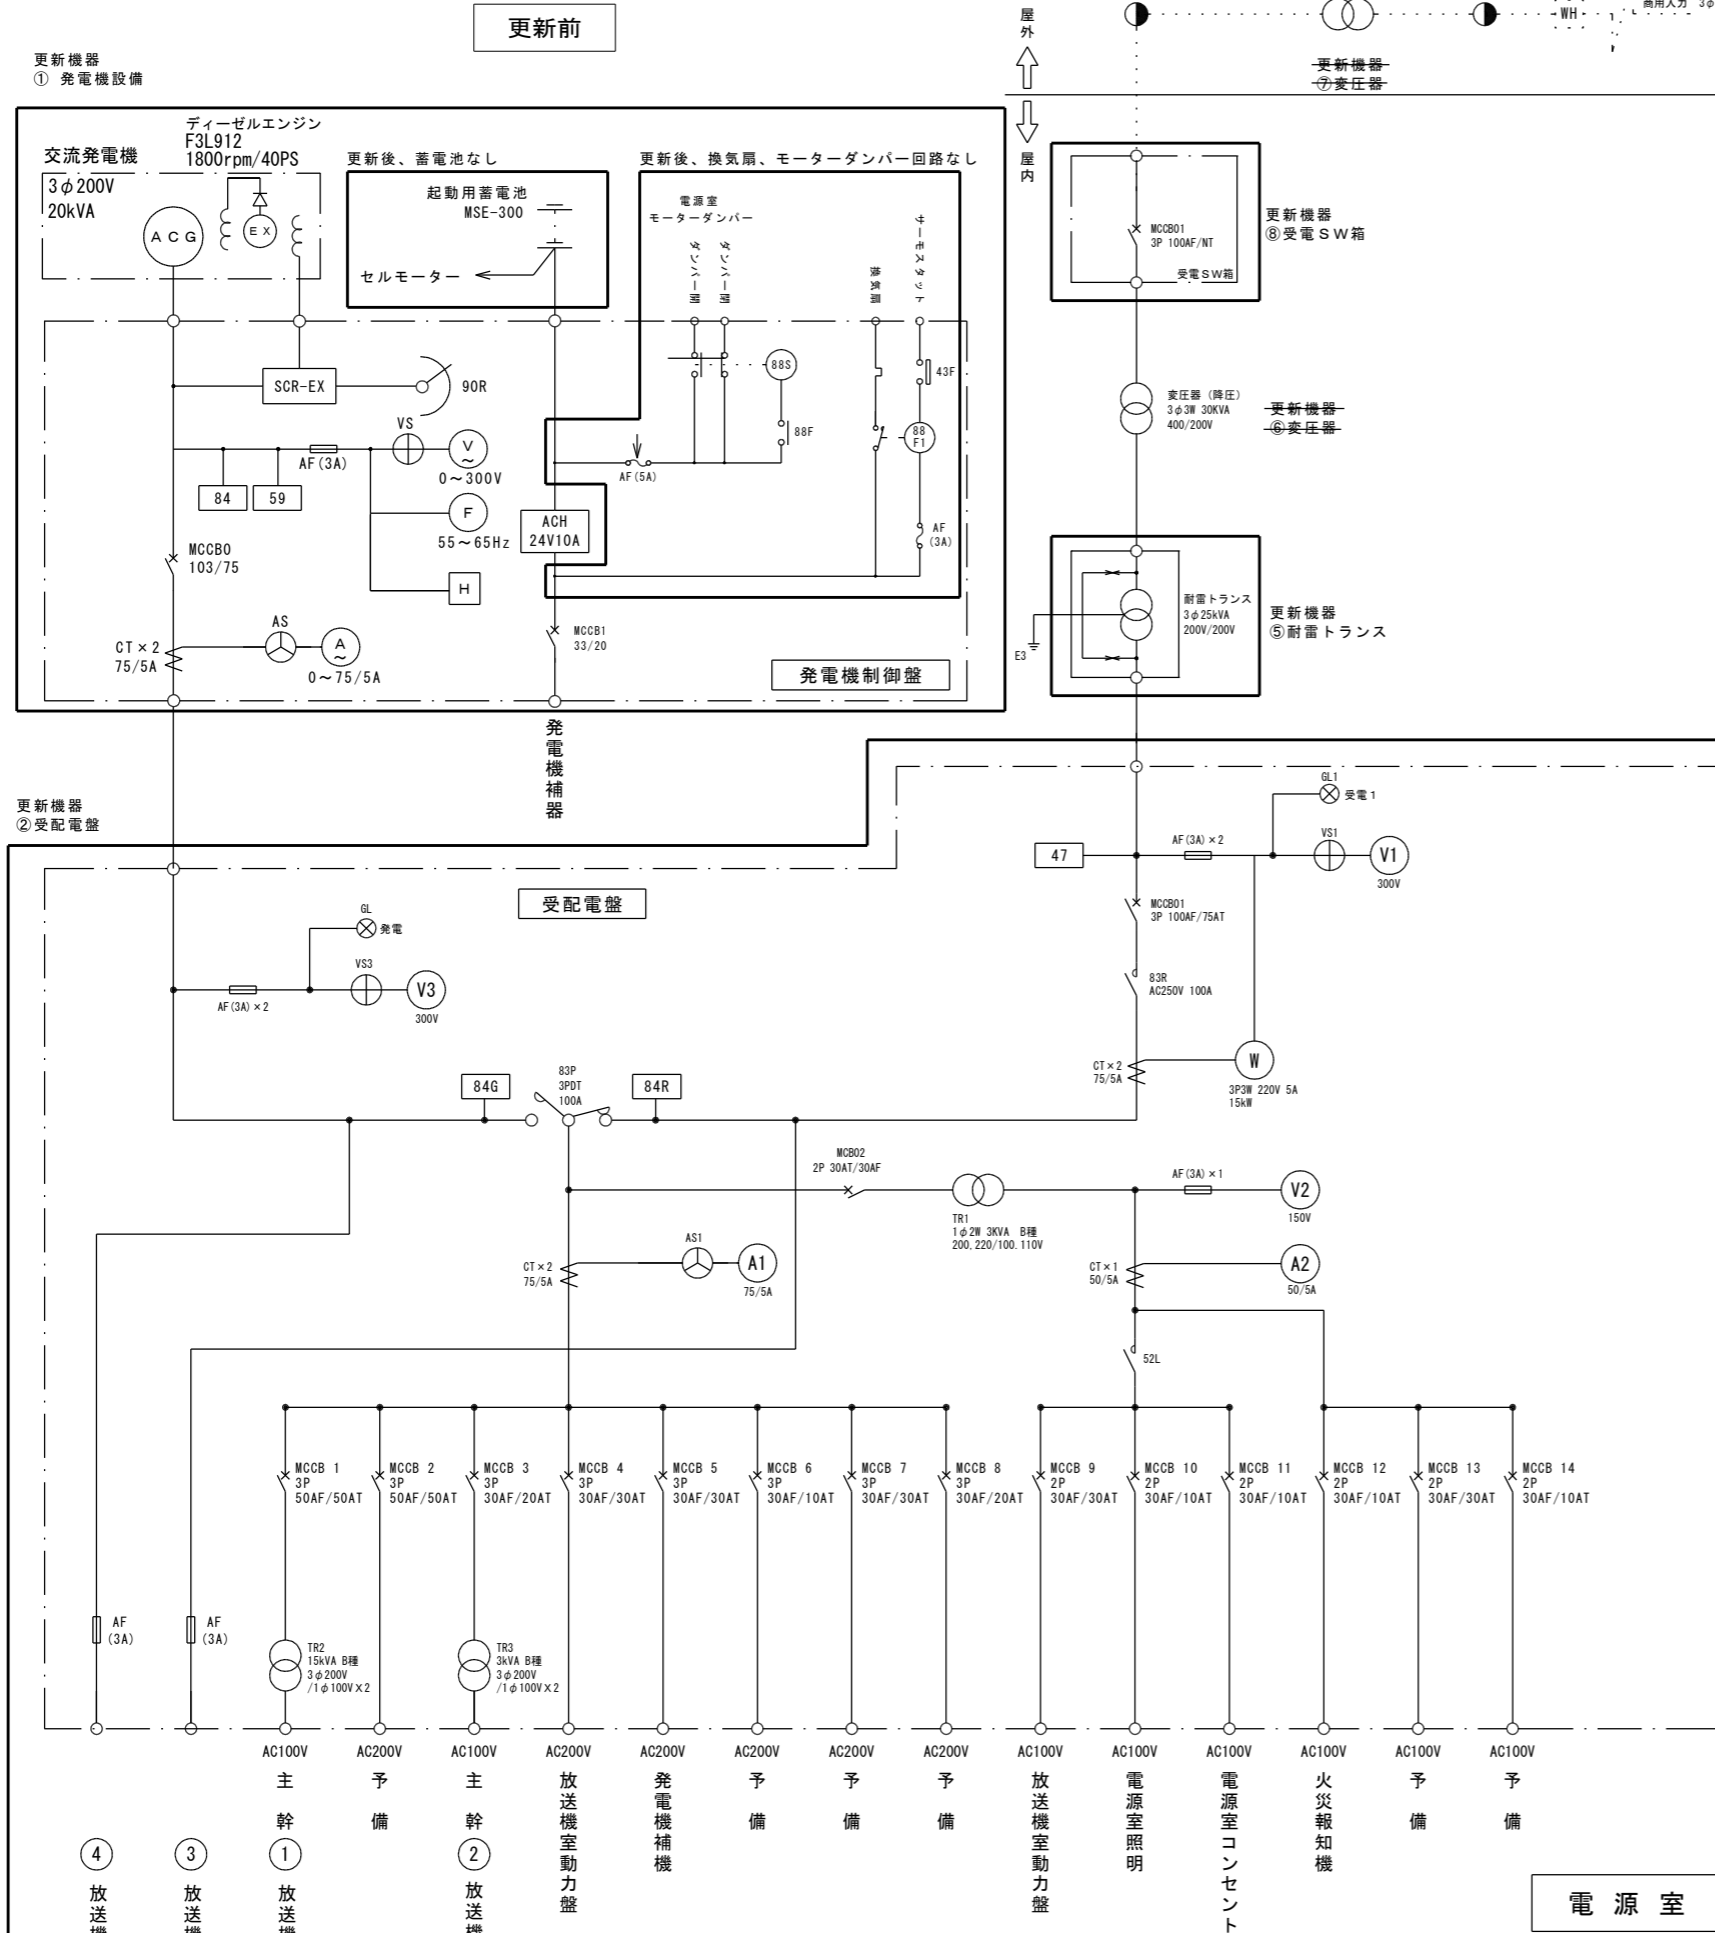 更新前
更新機器
① 発電機設備
屋外
屋内
WH
商用入力 3φ
更新機器
⑦変圧器
ディーゼルエンジン
F3L912
1800rpm/40PS
交流発電機
3φ200V
20kVA
ACG
EX
更新後、蓄電池なし
起動用蓄電池
MSE-300
セルモーター
更新後、換気扇、モーターダンパー回路なし
電源室
モーターダンパー
換気扇
サーモスタット
88S
88F
43F
88
F1
AF(5A)
AF
(3A)
SCR-EX
90R
VS
V
~
0~300V
AF(3A)
84
59
F
55~65Hz
H
ACH
24V10A
MCCB0
103/75
AS
A
~
0~75/5A
CT×2
75/5A
MCCB1
33/20
発電機制御盤
発電機補器
MCCB01
3P 100AF/NT
受電SW箱
更新機器
⑧受電SW箱
変圧器（降圧）
3φ3W 30KVA
400/200V
更新機器
⑥変圧器
耐雷トランス
3φ25kVA
200V/200V
E3
更新機器
⑤耐雷トランス
更新機器
②受配電盤
受配電盤
GL
発電
VS3
V3
300V
AF(3A)×2
GL1
受電1
47
AF(3A)×2
VS1
V1
300V
MCCB01
3P 100AF/75AT
83R
AC250V 100A
CT×2
75/5A
W
3P3W 220V 5A
15kW
84G
83P
3PDT
100A
84R
MCB02
2P 30AT/30AF
TR1
1φ2W 3KVA B種
200,220/100.110V
AF(3A)×1
V2
150V
CT×2
75/5A
AS1
A1
75/5A
CT×1
50/5A
A2
50/5A
52L
MCCB 1
3P
50AF/50AT
MCCB 2
3P
50AF/50AT
MCCB 3
3P
30AF/20AT
MCCB 4
3P
30AF/30AT
MCCB 5
3P
30AF/30AT
MCCB 6
3P
30AF/10AT
MCCB 7
3P
30AF/30AT
MCCB 8
3P
30AF/20AT
MCCB 9
2P
30AF/30AT
MCCB 10
2P
30AF/10AT
MCCB 11
2P
30AF/10AT
MCCB 12
2P
30AF/10AT
MCCB 13
2P
30AF/30AT
MCCB 14
2P
30AF/10AT
AF
(3A)
AF
(3A)
TR2
15kVA B種
3φ200V
/1φ100V×2
TR3
3kVA B種
3φ200V
/1φ100V×2
AC100V
AC200V
AC100V
AC200V
AC200V
AC200V
AC200V
AC200V
AC100V
AC100V
AC100V
AC100V
AC100V
AC100V
④放送機
③放送機
主幹①放送機
予備
主幹②放送機
放送機室動力盤
発電機補機
予備
予備
予備
放送機室動力盤
電源室照明
電源室コンセント
火災報知機
予備
予備
電源室